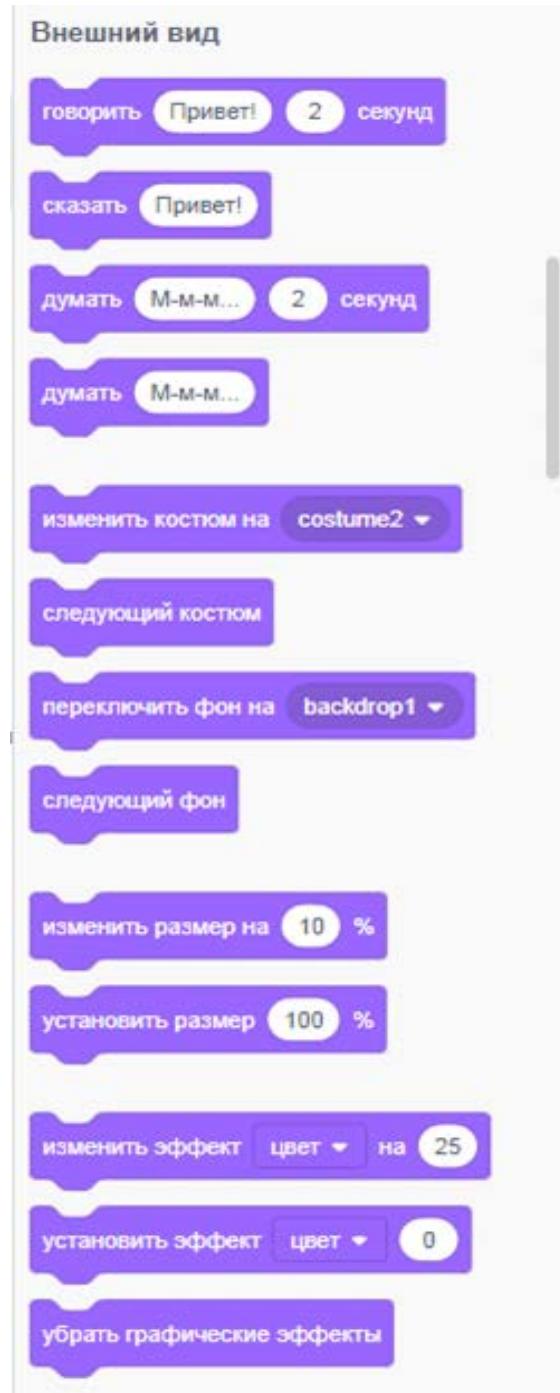 Внешний вид
говорить Привет! 2 секунд
сказать Привет!
думать М-м-м... 2 секунд
думать М-м-м...
изменить костюм на costume2
следующий костюм
переключить фон на backdrop1
следующий фон
изменить размер на 10 %
установить размер 100 %
изменить эффект цвет на 25
установить эффект цвет 0
убрать графические эффекты